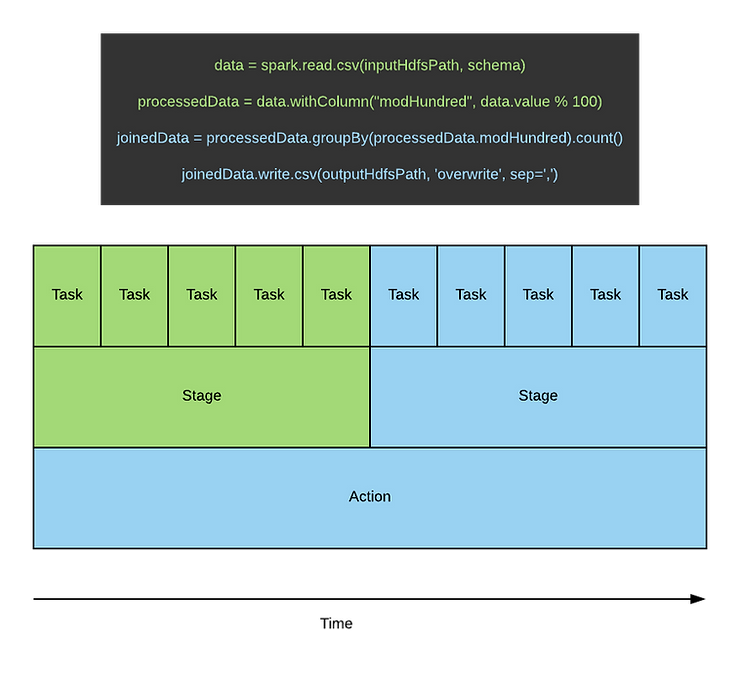 data = spark.read.csv(inputHdfsPath, schema)
processedData = data.withColumn("modHundred", data.value % 100)
joinedData = processedData.groupBy(processedData.modHundred).count()
joinedData.write.csv(outputHdfsPath, 'overwrite', sep=',')
Task Task Task Task Task Task Task Task Task Task
Stage Stage
Action
Time